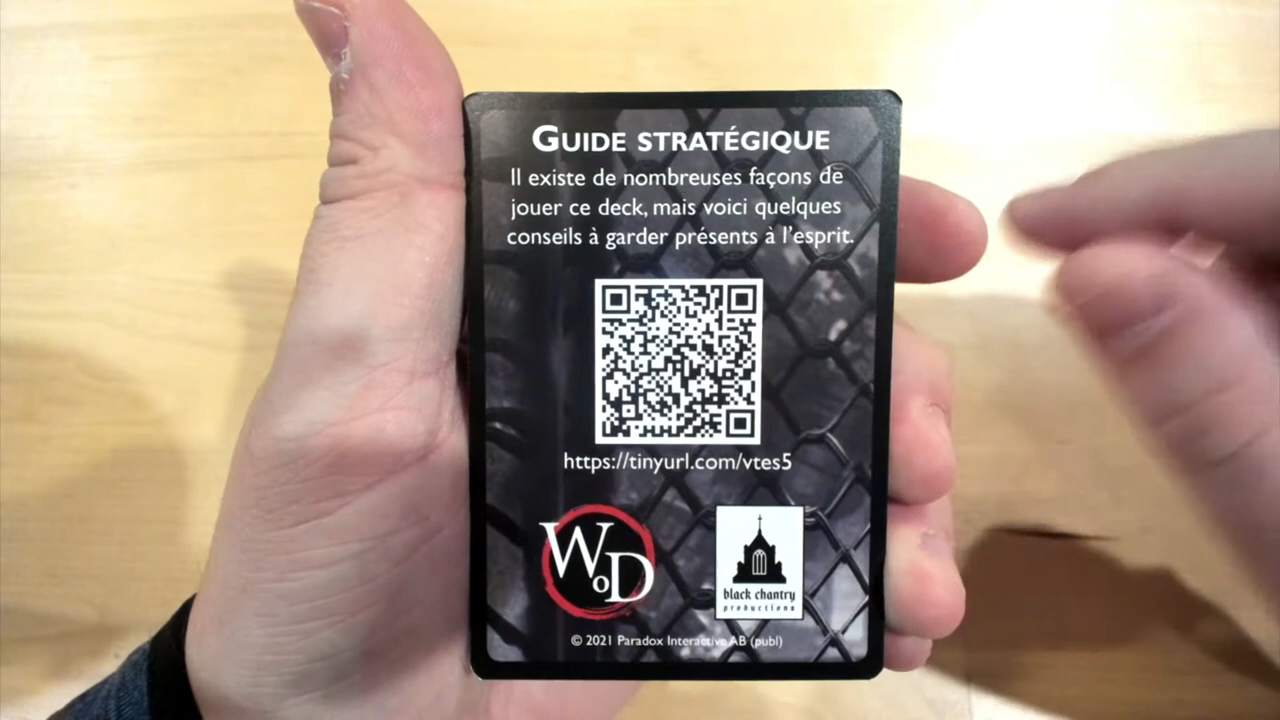 GUIDE STRATÉGIQUE
Il existe de nombreuses façons de
jouer ce deck, mais voici quelques
conseils à garder présents à l'esprit.
https://tinyurl.com/vtes5
WoD
black chantry
productions
© 2021 Paradox Interactive AB (publ)